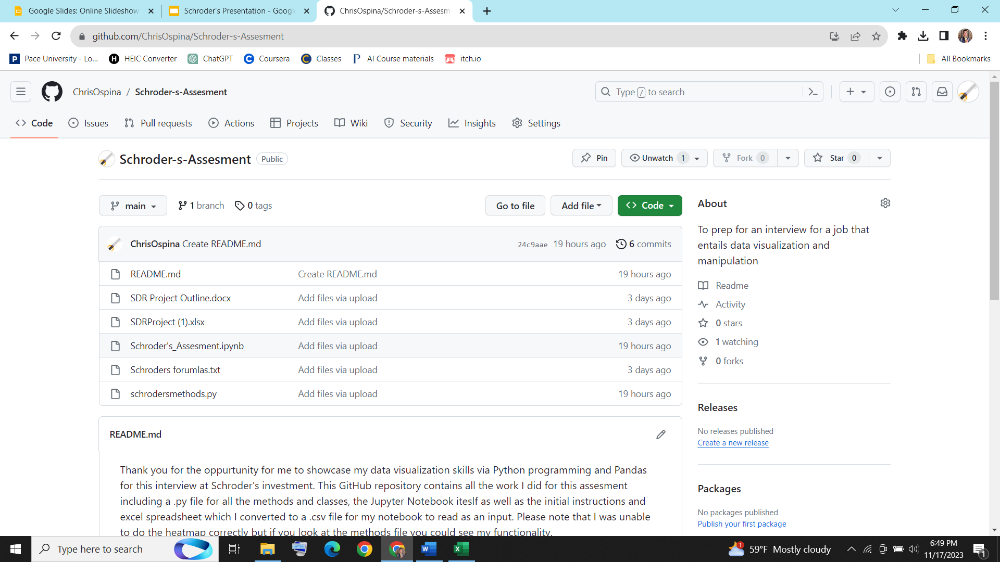 Google Slides: Online Slideshow
Schroder's Presentation - Google
ChrisOspina/Schroder-s-Assesm
github.com/ChrisOspina/Schroder-s-Assesment
Pace University - Lo...
HEIC Converter
ChatGPT
Coursera
Classes
AI Course materials
itch.io
All Bookmarks
ChrisOspina / Schroder-s-Assesment
Type / to search
Code
Issues
Pull requests
Actions
Projects
Wiki
Security
Insights
Settings
Schroder-s-Assesment
Public
Pin
Unwatch 1
Fork 0
Star 0
main
1 branch
0 tags
Go to file
Add file
Code
ChrisOspina Create README.md
24c9aae 19 hours ago
6 commits
README.md Create README.md 19 hours ago
SDR Project Outline.docx Add files via upload 3 days ago
SDRProject (1).xlsx Add files via upload 3 days ago
Schroder's_Assesment.ipynb Add files via upload 19 hours ago
Schroders forumlas.txt Add files via upload 3 days ago
schrodersmethods.py Add files via upload 19 hours ago
README.md
Thank you for the oppurtunity for me to showcase my data visualization skills via Python programming and Pandas
for this interview at Schroder's investment. This GitHub repository contains all the work I did for this assesment
including a .py file for all the methods and classes, the Jupyter Notebook iteslf as well as the initial instructions and
excel spreadsheet which I converted to a .csv file for my notebook to read as an input. Please note that I was unable
to do the heatmap correctly but if you look at the methods file you could see my functionality.
About
To prep for an interview for a job that
entails data visualization and
manipulation
Readme
Activity
0 stars
1 watching
0 forks
Releases
No releases published
Create a new release
Packages
No packages published
Publish your first package
Type here to search
1
59°F Mostly cloudy
6:49 PM
11/17/2023
1